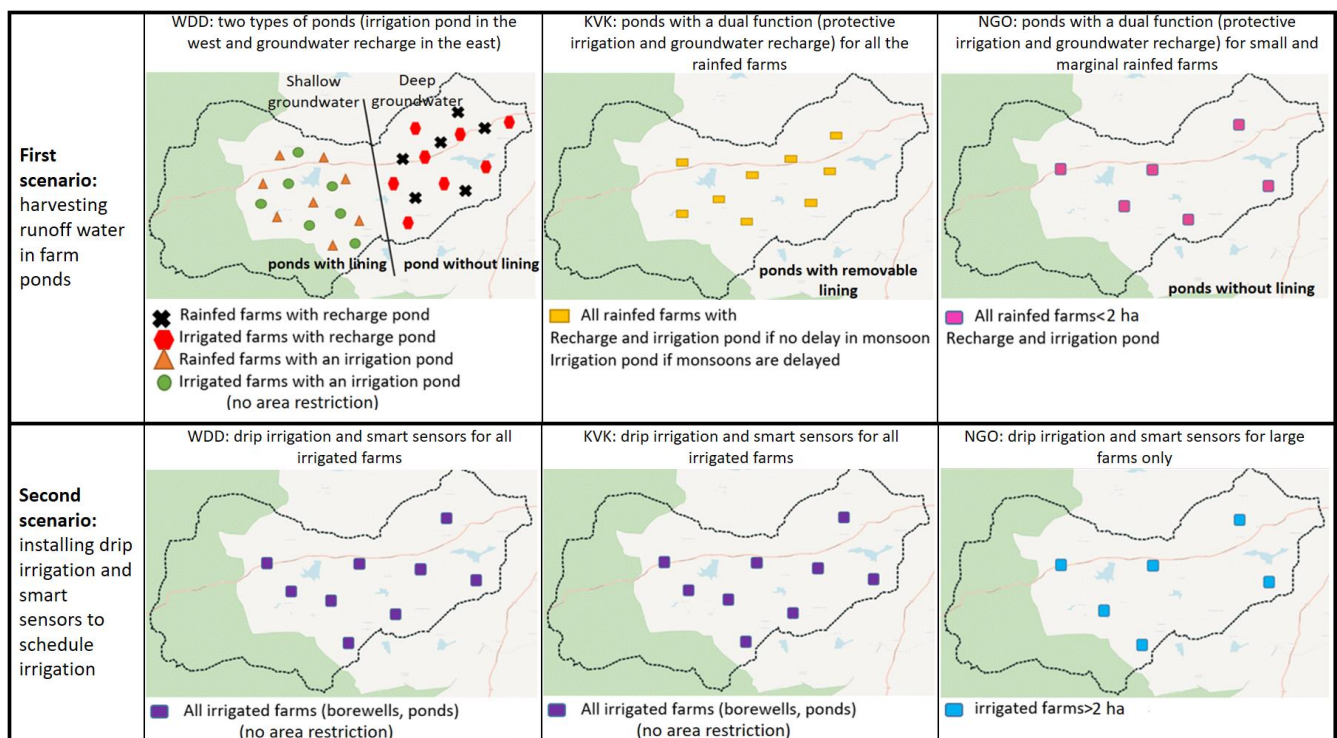 First
scenario:
harvesting
runoff water
in farm
ponds
WDD: two types of ponds (irrigation pond in the
west and groundwater recharge in the east)
Shallow
groundwater
Deep
groundwater
ponds with lining
pond without lining
Rainfed farms with recharge pond
Irrigated farms with recharge pond
Rainfed farms with an irrigation pond
Irrigated farms with an irrigation pond
(no area restriction)
KVK: ponds with a dual function (protective
irrigation and groundwater recharge) for all the
rainfed farms
ponds with removable
lining
All rainfed farms with
Recharge and irrigation pond if no delay in monsoon
Irrigation pond if monsoons are delayed
NGO: ponds with a dual function (protective
irrigation and groundwater recharge) for small and
marginal rainfed farms
ponds without lining
All rainfed farms<2 ha
Recharge and irrigation pond
Second
scenario:
installing drip
irrigation and
smart
sensors to
schedule
irrigation
WDD: drip irrigation and smart sensors for all
irrigated farms
All irrigated farms (borewells, ponds)
(no area restriction)
KVK: drip irrigation and smart sensors for all
irrigated farms
All irrigated farms (borewells, ponds)
(no area restriction)
NGO: drip irrigation and smart sensors for large
farms only
irrigated farms>2 ha